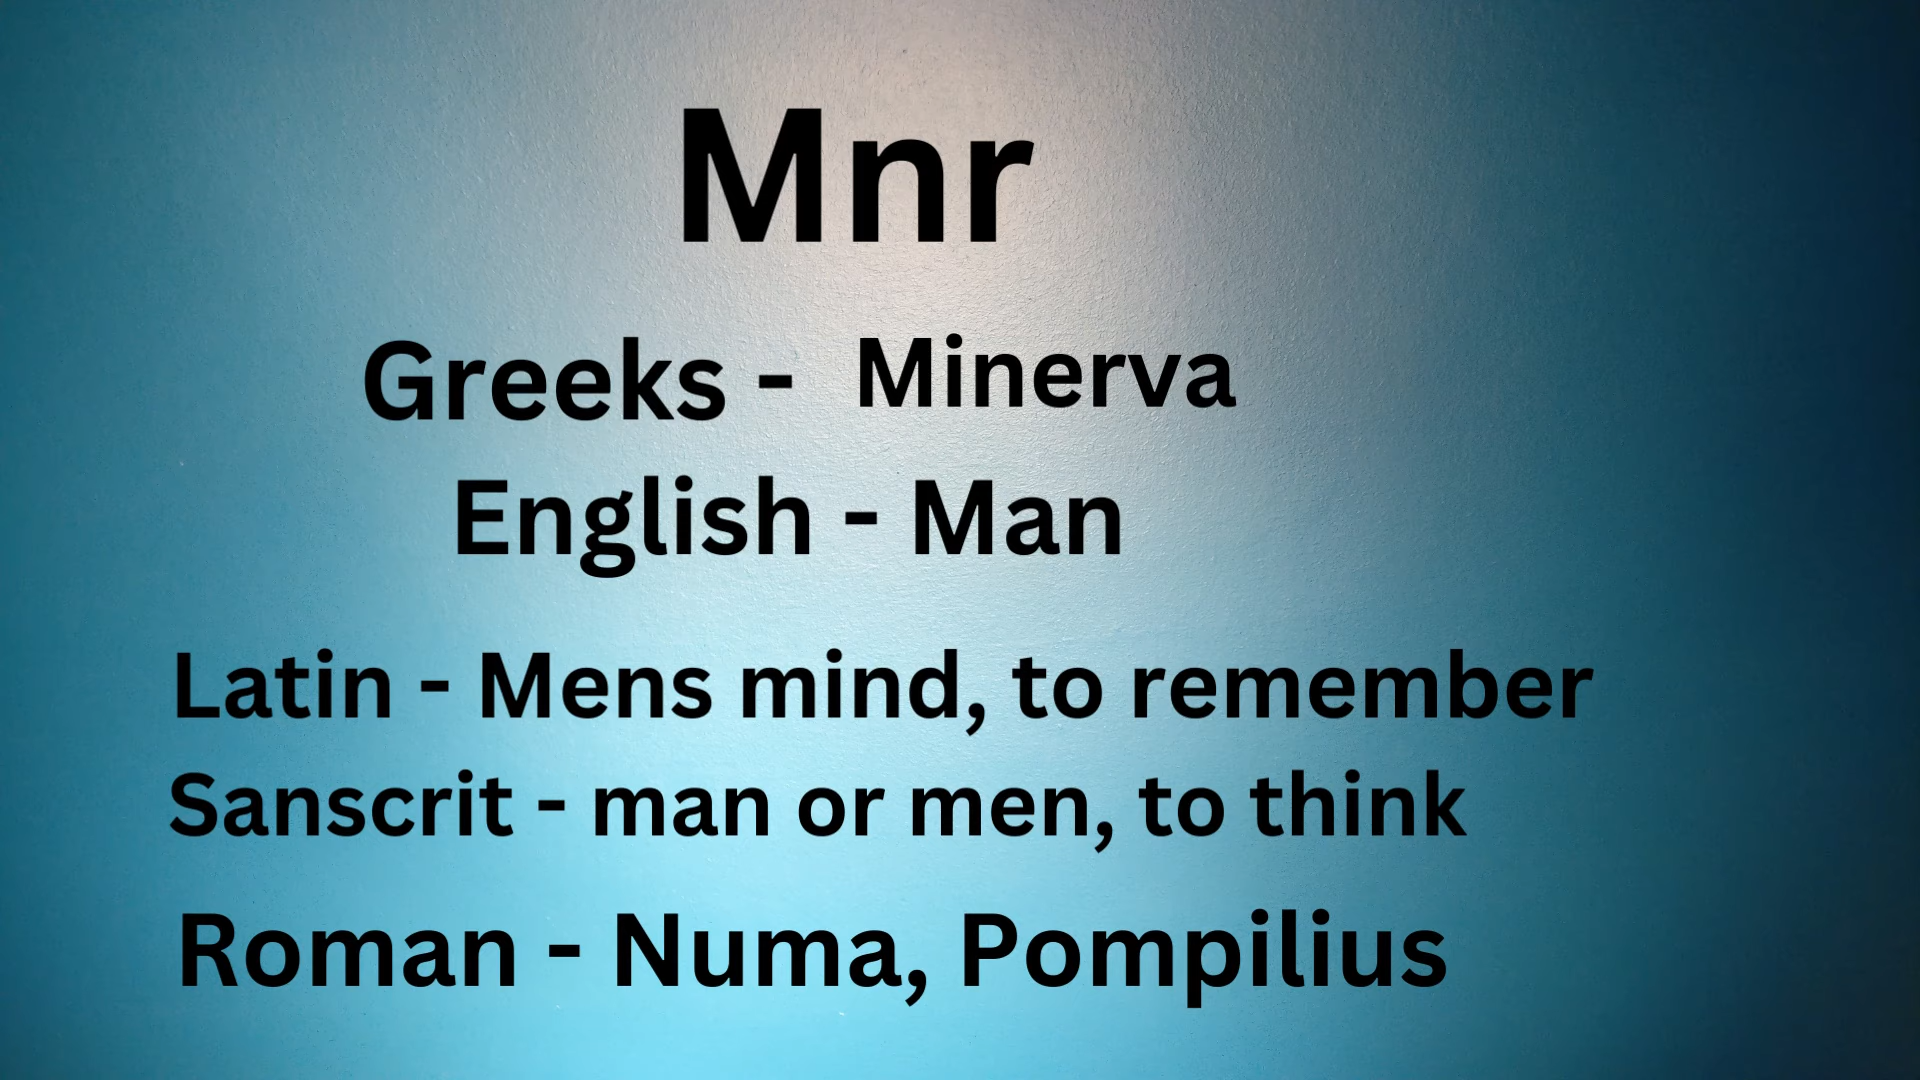 Mnr
Greeks - Minerva
English - Man
Latin - Mens mind, to remember
Sanscrit - man or men, to think
Roman - Numa, Pompilius